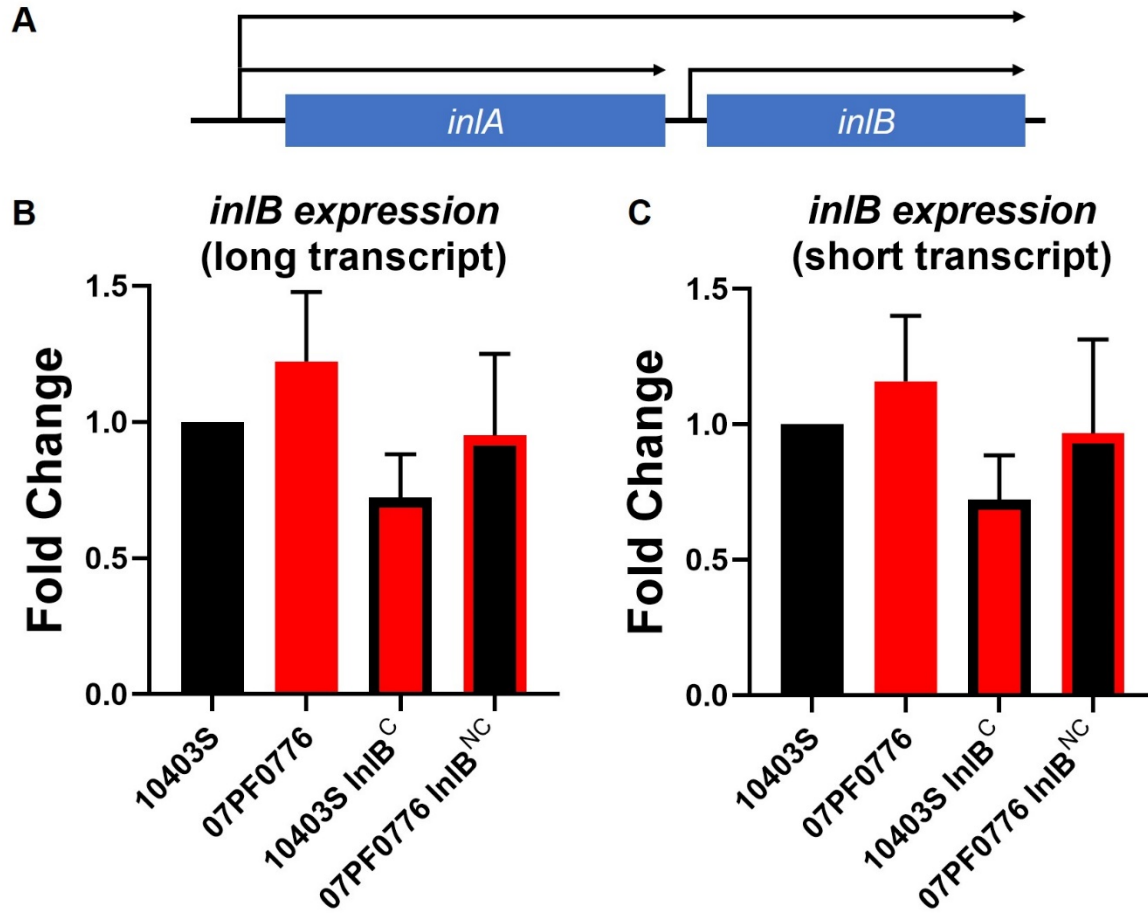 A
inlA
inlB
B
inlB expression
(long transcript)
Fold Change
1.5
1.0
0.5
0.0
10403S
07PF0776
10403S InlB^C
07PF0776 InlB^NC
C
inlB expression
(short transcript)
Fold Change
1.5
1.0
0.5
0.0
10403S
07PF0776
10403S InlB^C
07PF0776 InlB^NC